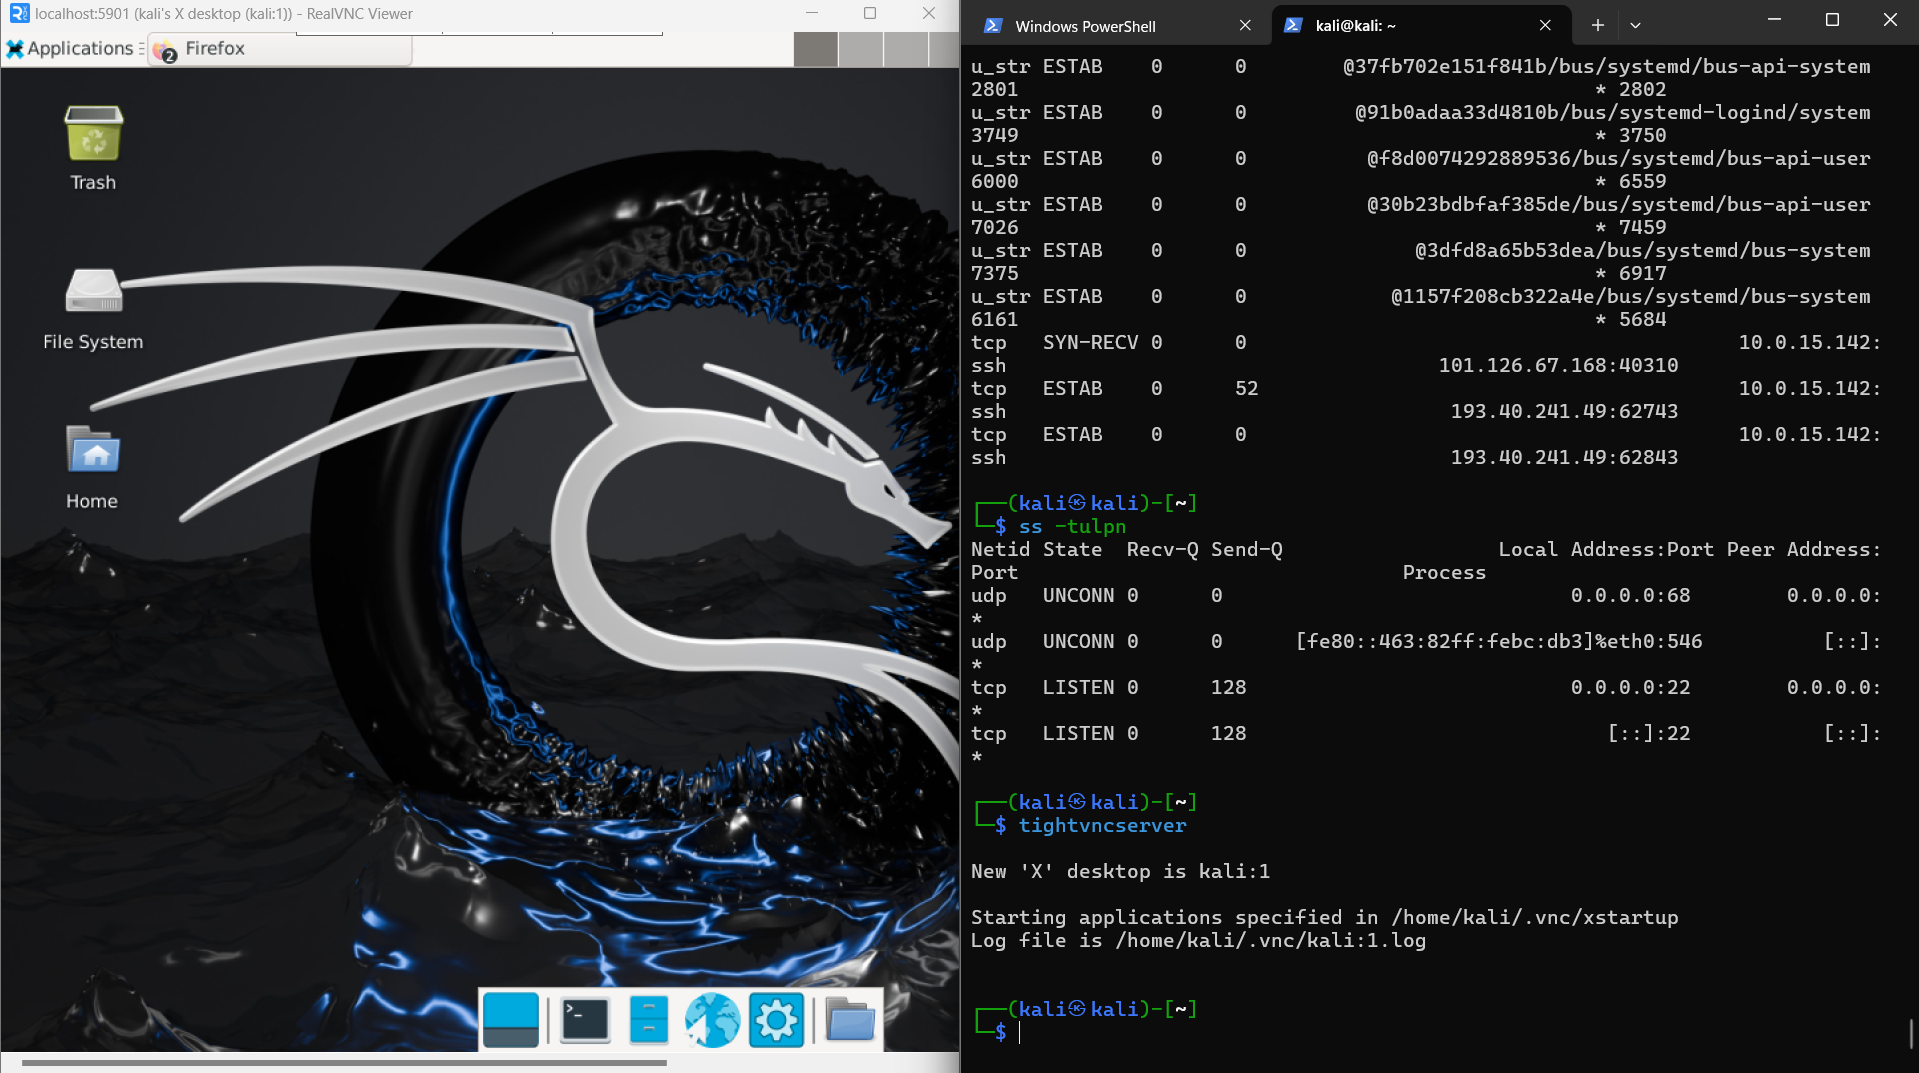 localhost:5901 (kali's X desktop (kali:1)) - RealVNC Viewer
Applications
2 Firefox
Trash
File System
Home
Windows PowerShell
kali@kali: ~
u_str ESTAB 0 0 @37fb702e151f841b/bus/systemd/bus-api-system
2801 * 2802
u_str ESTAB 0 0 @91b0adaa33d4810b/bus/systemd-logind/system
3749 * 3750
u_str ESTAB 0 0 @f8d0074292889536/bus/systemd/bus-api-user
6000 * 6559
u_str ESTAB 0 0 @30b23bdbfaf385de/bus/systemd/bus-api-user
7026 * 7459
u_str ESTAB 0 0 @3dfd8a65b53dea/bus/systemd/bus-system
7375 * 6917
u_str ESTAB 0 0 @1157f208cb322a4e/bus/systemd/bus-system
6161 * 5684
tcp SYN-RECV 0 0 10.0.15.142:
ssh 101.126.67.168:40310
tcp ESTAB 0 52 10.0.15.142:
ssh 193.40.241.49:62743
tcp ESTAB 0 0 10.0.15.142:
ssh 193.40.241.49:62843
┌──(kali㉿kali)-[~]
└─$ ss -tulpn
Netid State Recv-Q Send-Q Local Address:Port Peer Address:
Port Process
udp UNCONN 0 0 0.0.0.0:68 0.0.0.0:
*
udp UNCONN 0 0 [fe80::463:82ff:febc:db3]%eth0:546 [::]:
*
tcp LISTEN 0 128 0.0.0.0:22 0.0.0.0:
*
tcp LISTEN 0 128 [::]:22 [::]:
*
┌──(kali㉿kali)-[~]
└─$ tightvncserver
New 'X' desktop is kali:1
Starting applications specified in /home/kali/.vnc/xstartup
Log file is /home/kali/.vnc/kali:1.log
┌──(kali㉿kali)-[~]
└─$